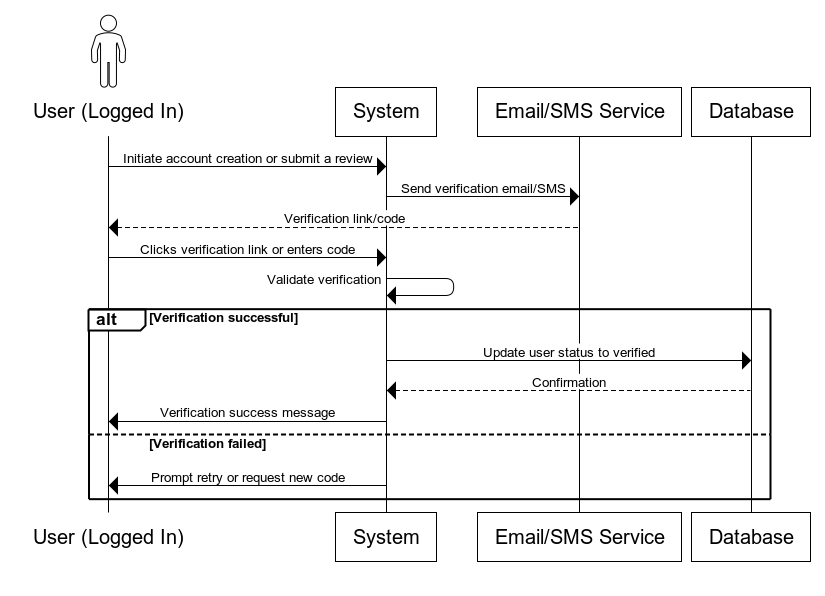 User (Logged In)
System
Email/SMS Service
Database
Initiate account creation or submit a review
Send verification email/SMS
Verification link/code
Clicks verification link or enters code
Validate verification
alt
[Verification successful]
Update user status to verified
Confirmation
Verification success message
[Verification failed]
Prompt retry or request new code
User (Logged In)
System
Email/SMS Service
Database